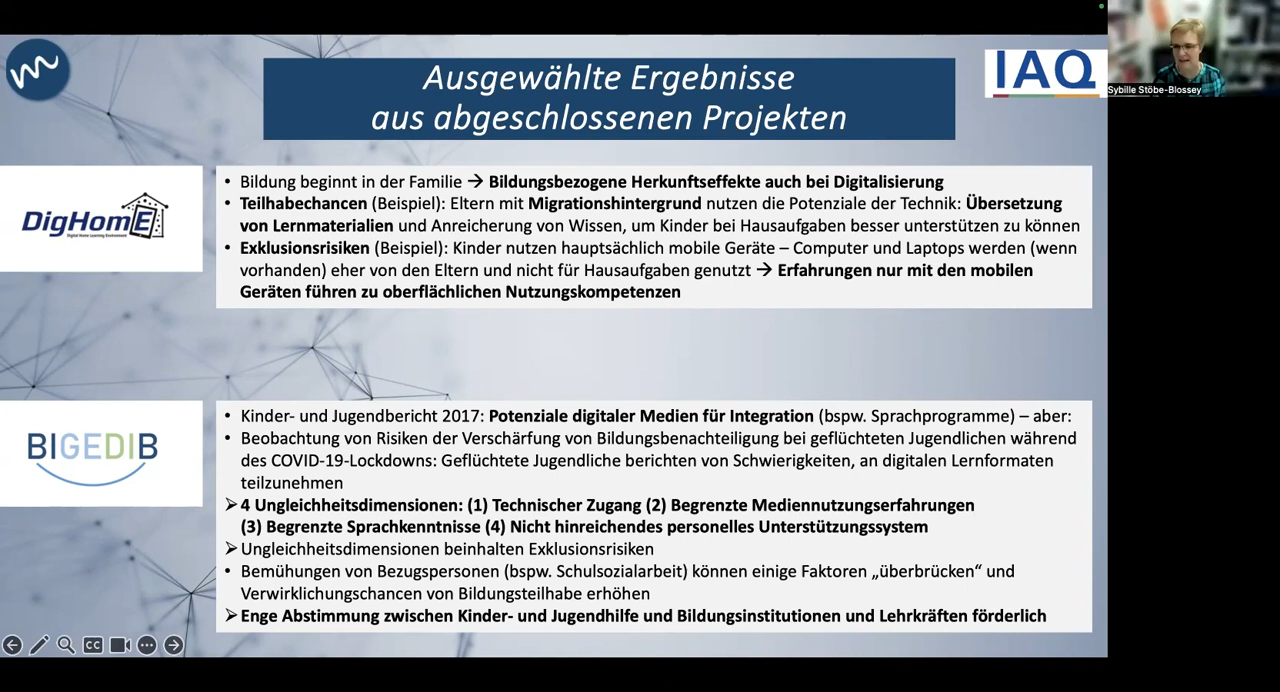 Ausgewählte Ergebnisse
aus abgeschlossenen Projekten
IAQ
Sybille Stöbe-Blossey
DigHomE
Digital Home Learning Environment
• Bildung beginnt in der Familie → Bildungsbezogene Herkunftseffekte auch bei Digitalisierung
• Teilhabechancen (Beispiel): Eltern mit Migrationshintergrund nutzen die Potenziale der Technik: Übersetzung
von Lernmaterialien und Anreicherung von Wissen, um Kinder bei Hausaufgaben besser unterstützen zu können
• Exklusionsrisiken (Beispiel): Kinder nutzen hauptsächlich mobile Geräte – Computer und Laptops werden (wenn
vorhanden) eher von den Eltern und nicht für Hausaufgaben genutzt → Erfahrungen nur mit den mobilen
Geräten führen zu oberflächlichen Nutzungskompetenzen
BIGEDIB
• Kinder- und Jugendbericht 2017: Potenziale digitaler Medien für Integration (bspw. Sprachprogramme) – aber:
• Beobachtung von Risiken der Verschärfung von Bildungsbenachteiligung bei geflüchteten Jugendlichen während
des COVID-19-Lockdowns: Geflüchtete Jugendliche berichten von Schwierigkeiten, an digitalen Lernformaten
teilzunehmen
➢ 4 Ungleichheitsdimensionen: (1) Technischer Zugang (2) Begrenzte Mediennutzungserfahrungen
(3) Begrenzte Sprachkenntnisse (4) Nicht hinreichendes personelles Unterstützungssystem
➢ Ungleichheitsdimensionen beinhalten Exklusionsrisiken
• Bemühungen von Bezugspersonen (bspw. Schulsozialarbeit) können einige Faktoren „überbrücken“ und
Verwirklichungschancen von Bildungsteilhabe erhöhen
➢ Enge Abstimmung zwischen Kinder- und Jugendhilfe und Bildungsinstitutionen und Lehrkräften förderlich
CC